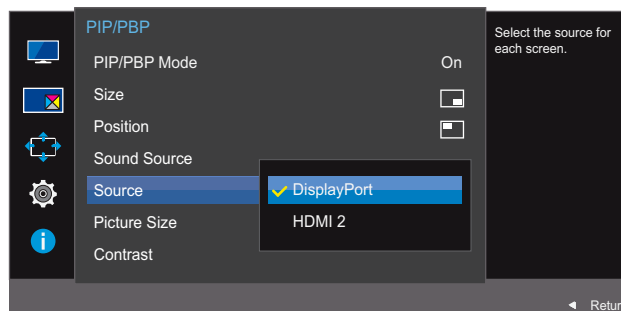 PIP/PBP
PIP/PBP Mode On
Size
Position
Sound Source
Source
DisplayPort
HDMI 2
Picture Size
Contrast
Select the source for
each screen.
Retur